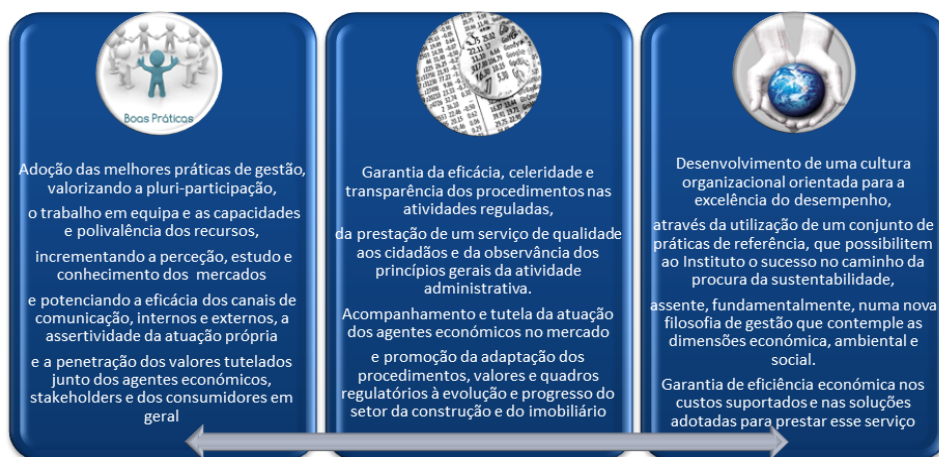 Boas Práticas
Adoção das melhores práticas de gestão,
valorizando a pluri-participação,
o trabalho em equipa e as capacidades
e polivalência dos recursos,
incrementando a perceção, estudo e
conhecimento dos mercados
e potenciando a eficácia dos canais de
comunicação, internos e externos, a
assertividade da atuação própria
e a penetração dos valores tutelados
junto dos agentes económicos,
stakeholders e dos consumidores em
geral
Garantia da eficácia, celeridade e
transparência dos procedimentos nas
atividades reguladas,
da prestação de um serviço de qualidade
aos cidadãos e da observância dos
princípios gerais da atividade
administrativa.
Acompanhamento e tutela da atuação
dos agentes económicos no mercado
e promoção da adaptação dos
procedimentos, valores e quadros
regulatórios à evolução e progresso do
setor da construção e do imobiliário
Desenvolvimento de uma cultura
organizacional orientada para a
excelência do desempenho,
através da utilização de um conjunto de
práticas de referência, que possibilitem
ao Instituto o sucesso no caminho da
procura da sustentabilidade,
assente, fundamentalmente, numa nova
filosofia de gestão que contemple as
dimensões económica, ambiental e
social.
Garantia de eficiência económica nos
custos suportados e nas soluções
adotadas para prestar esse serviço